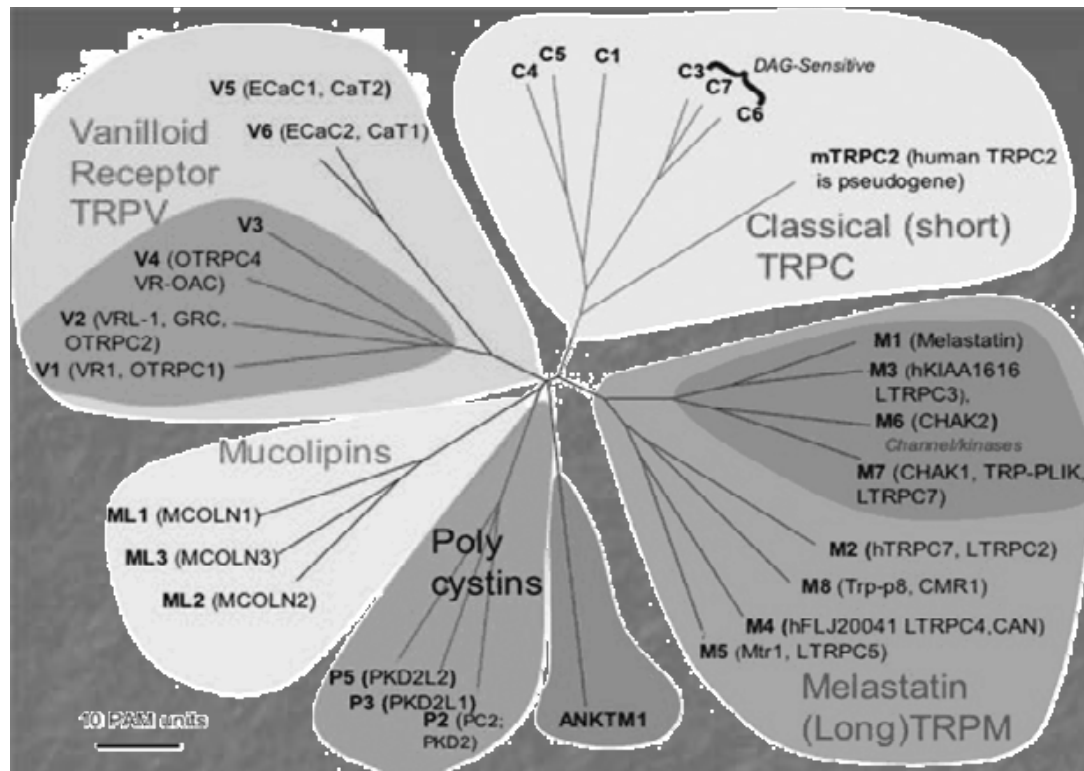 V5 (ECaC1, CaT2)
V6 (ECaC2, CaT1)
Vanilloid
Receptor
TRPV
V3
V4 (OTRPC4
VR-OAC)
V2 (VRL-1, GRC,
OTRPC2)
V1 (VR1, OTRPC1)
C4
C5
C1
C3
C7
C6
DAG-Sensitive
mTRPC2 (human TRPC2
is pseudogene)
Classical (short)
TRPC
M1 (Melastatin)
M3 (hKIAA1616
LTRPC3),
M6 (CHAK2)
Channel/kinases
M7 (CHAK1, TRP-PLIK,
LTRPC7)
M2 (hTRPC7, LTRPC2)
M8 (Trp-p8, CMR1)
M4 (hFLJ20041 LTRPC4,CAN)
M5 (Mtr1, LTRPC5)
Melastatin
(Long)TRPM
Mucolipins
ML1 (MCOLN1)
ML3 (MCOLN3)
ML2 (MCOLN2)
Poly
cystins
P5 (PKD2L2)
P3 (PKD2L1)
P2 (PC2;
PKD2)
ANKTM1
10 PAM units